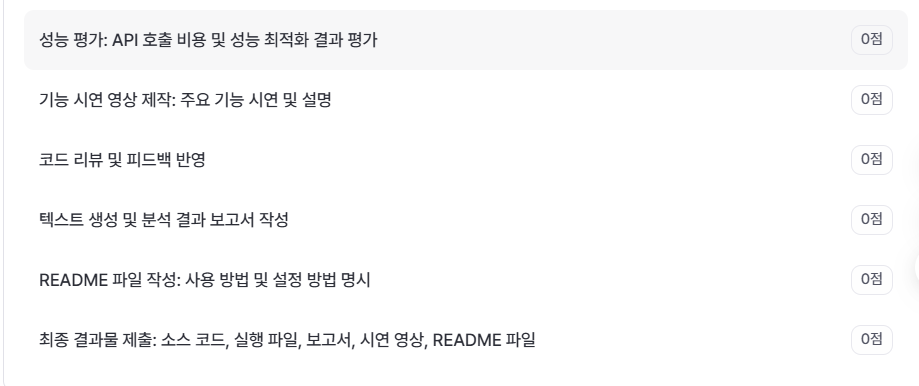 성능 평가: API 호출 비용 및 성능 최적화 결과 평가
0점
기능 시연 영상 제작: 주요 기능 시연 및 설명
0점
코드 리뷰 및 피드백 반영
0점
텍스트 생성 및 분석 결과 보고서 작성
0점
README 파일 작성: 사용 방법 및 설정 방법 명시
0점
최종 결과물 제출: 소스 코드, 실행 파일, 보고서, 시연 영상, README 파일
0점